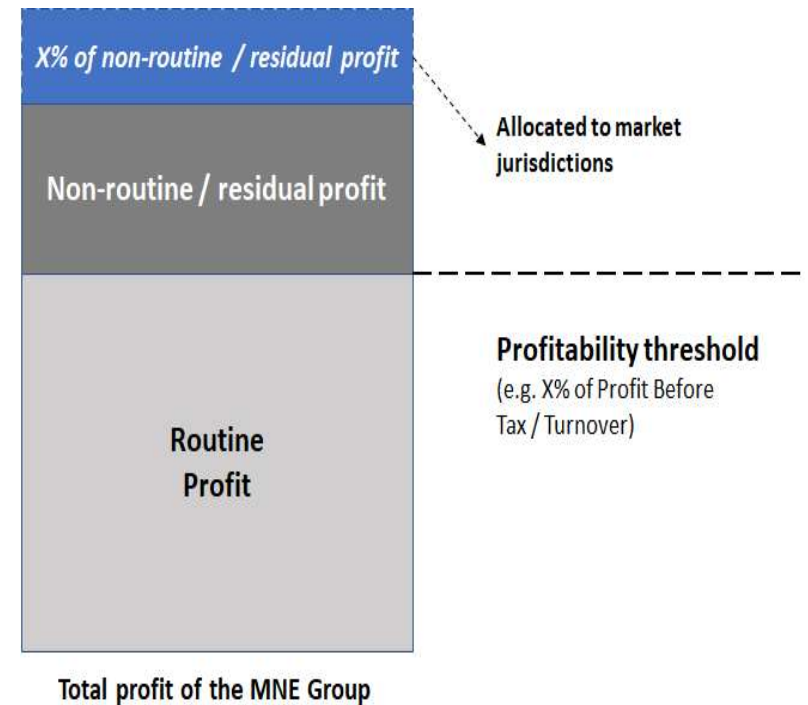 X% of non-routine / residual profit
Allocated to market
jurisdictions
Non-routine / residual profit
Profitability threshold
(e.g. X% of Profit Before
Tax / Turnover)
Routine
Profit
Total profit of the MNE Group